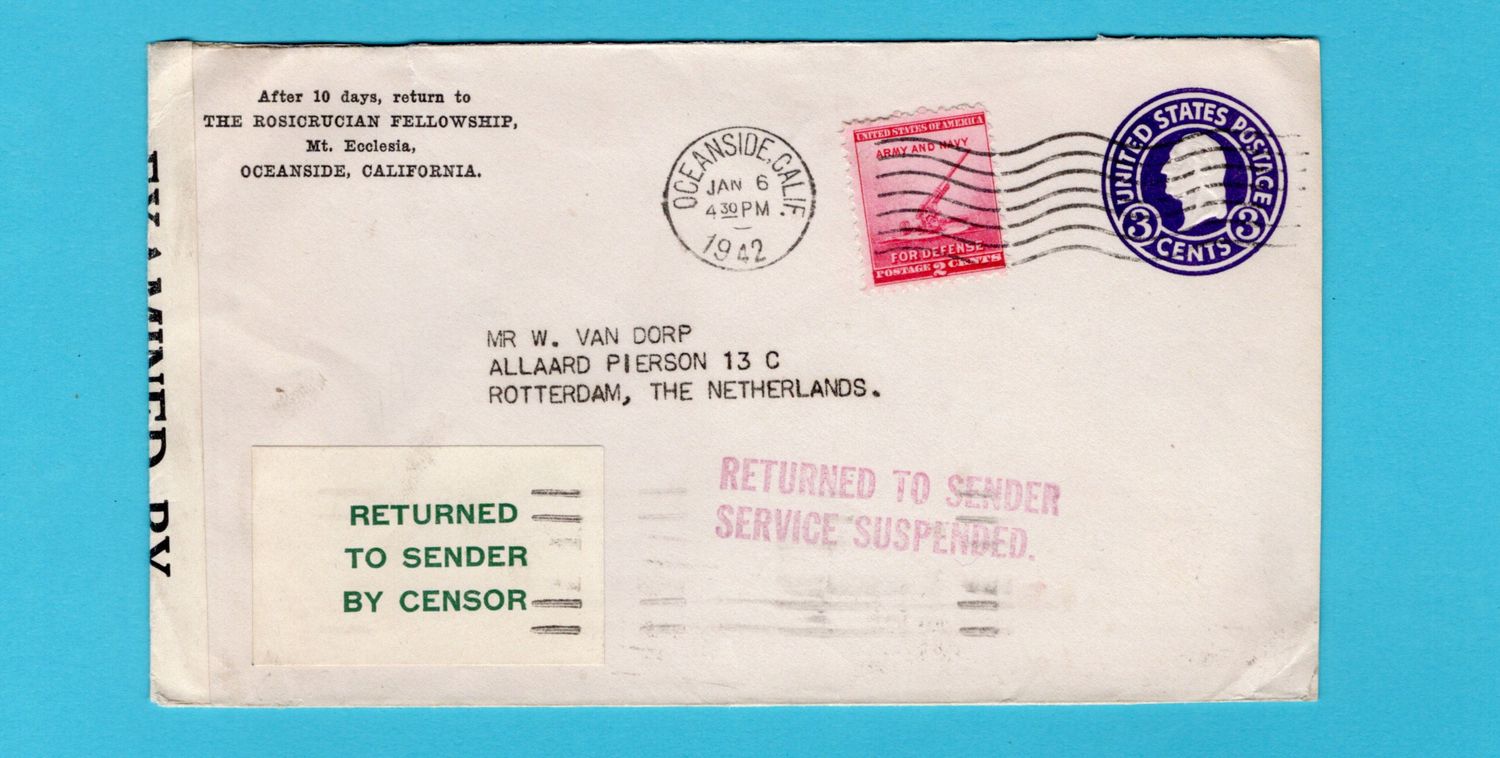 After 10 days, return to
THE ROSICRUCIAN FELLOWSHIP,
Mt. Ecclesia,
OCEANSIDE, CALIFORNIA.
OCEANSIDE, CALIF.
JAN 6
4 30 PM
1942
UNITED STATES OF AMERICA
ARMY AND NAVY
FOR DEFENSE
POSTAGE 2 CENTS
UNITED STATES POSTAGE
3 CENTS 3
MR W. VAN DORP
ALLAARD PIERSON 13 C
ROTTERDAM, THE NETHERLANDS.
EXAMINED BY
RETURNED
TO SENDER
BY CENSOR
RETURNED TO SENDER
SERVICE SUSPENDED.